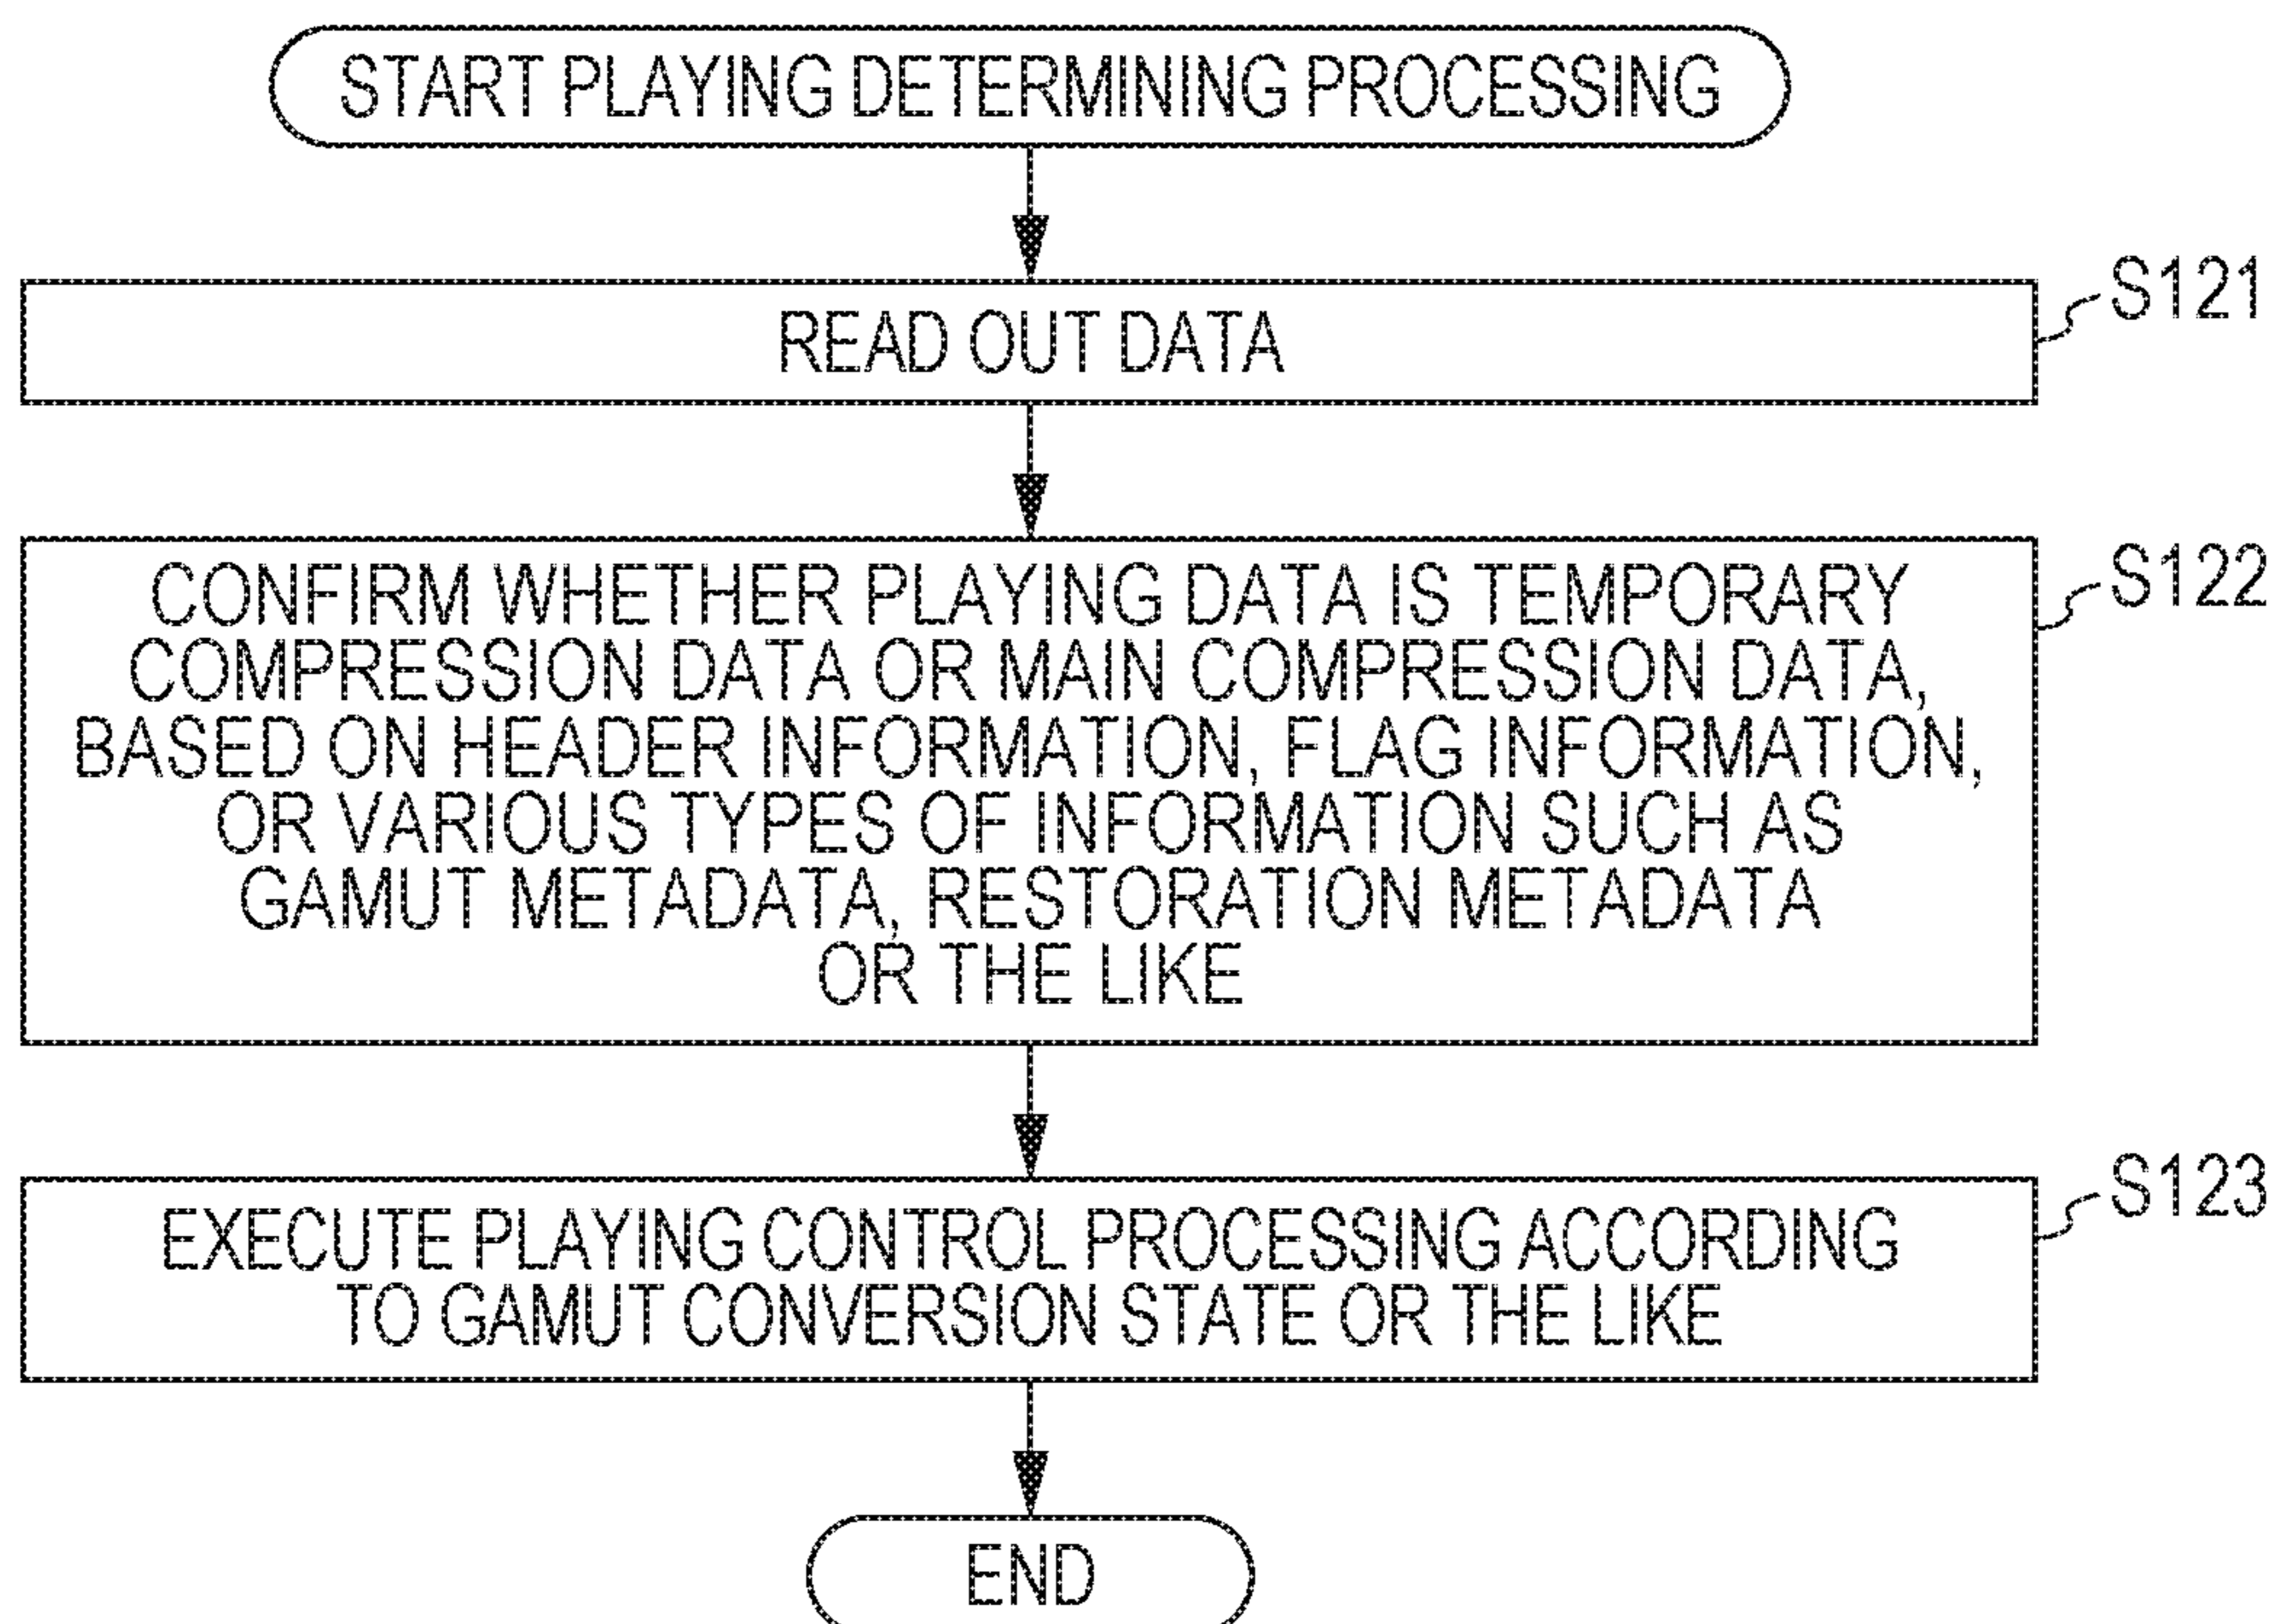 START PLAYING DETERMINING PROCESSING
S121
READ OUT DATA
S122
CONFIRM WHETHER PLAYING DATA IS TEMPORARY
COMPRESSION DATA OR MAIN COMPRESSION DATA,
BASED ON HEADER INFORMATION, FLAG INFORMATION,
OR VARIOUS TYPES OF INFORMATION SUCH AS
GAMUT METADATA, RESTORATION METADATA
OR THE LIKE
S123
EXECUTE PLAYING CONTROL PROCESSING ACCORDING
TO GAMUT CONVERSION STATE OR THE LIKE
END